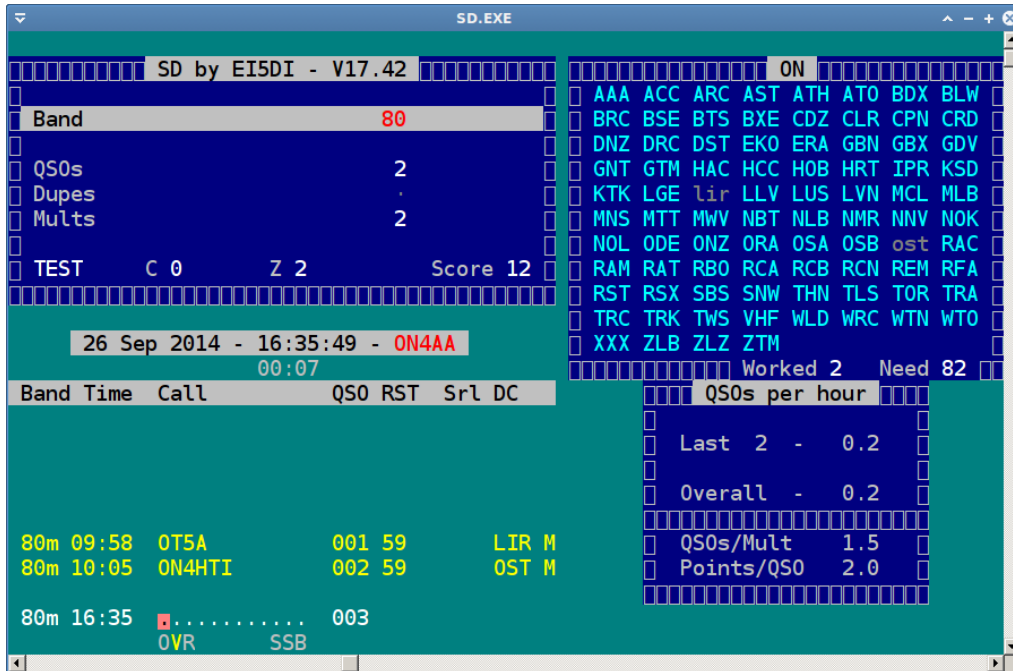 SD.EXE
SD by EI5DI - V17.42
Band 80
QSOs 2
Dupes .
Mults 2
TEST C 0 Z 2 Score 12
26 Sep 2014 - 16:35:49 - ON4AA
00:07
ON
AAA ACC ARC AST ATH ATO BDX BLW
BRC BSE BTS BXE CDZ CLR CPN CRD
DNZ DRC DST EKO ERA GBN GBX GDV
GNT GTM HAC HCC HOB HRT IPR KSD
KTK LGE lir LLV LUS LVN MCL MLB
MNS MTT MWV NBT NLB NMR NNV NOK
NOL ODE ONZ ORA OSA OSB ost RAC
RAM RAT RBO RCA RCB RCN REM RFA
RST RSX SBS SNW THN TLS TOR TRA
TRC TRK TWS VHF WLD WRC WTN WTO
XXX ZLB ZLZ ZTM
Worked 2 Need 82
Band Time Call QSO RST Srl DC
80m 09:58 OT5A 001 59 LIR M
80m 10:05 ON4HTI 002 59 OST M
80m 16:35 ............ 003
OVR SSB
QSOs per hour
Last 2 - 0.2
Overall - 0.2
QSOs/Mult 1.5
Points/QSO 2.0